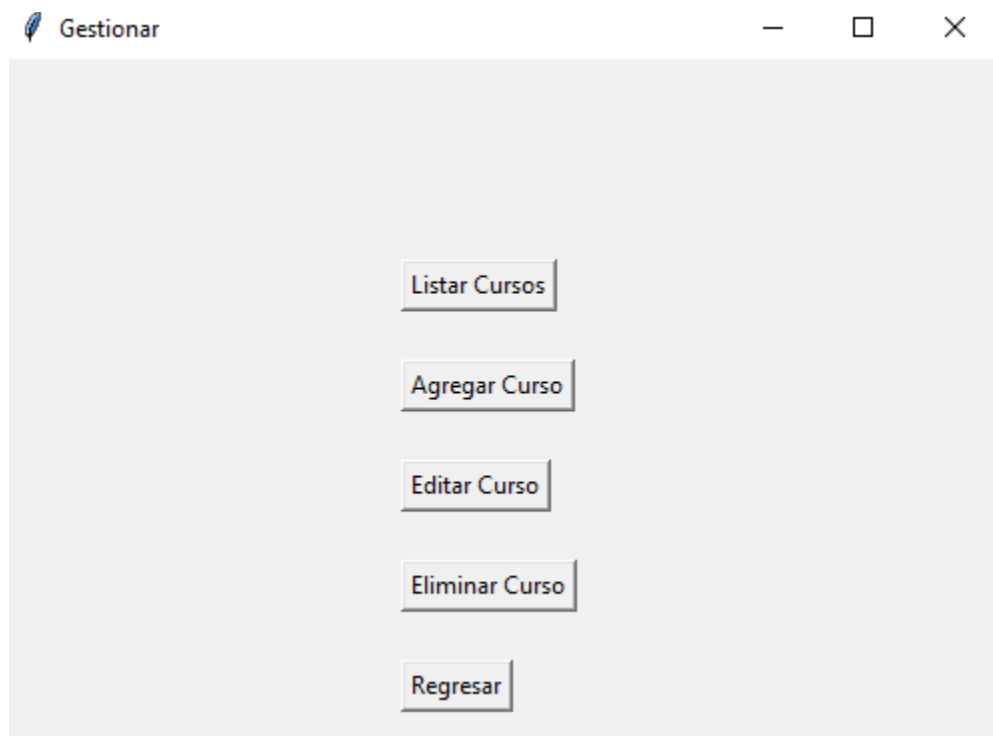 Gestionar
Listar Cursos
Agregar Curso
Editar Curso
Eliminar Curso
Regresar